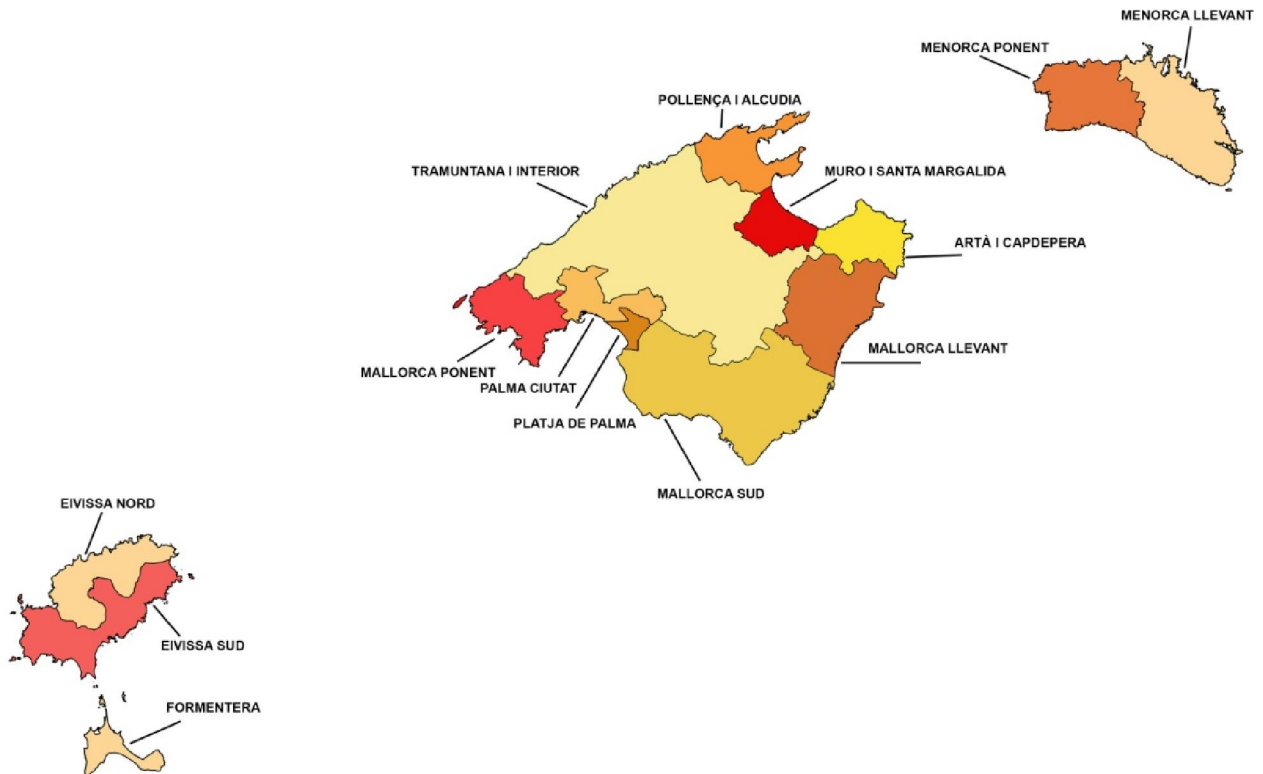 MENORCA LLEVANT
MENORCA PONENT
POLLENÇA I ALCUDIA
TRAMUNTANA I INTERIOR
MURO I SANTA MARGALIDA
ARTÀ I CAPDEPERA
MALLORCA LLEVANT
MALLORCA PONENT
PALMA CIUTAT
PLATJA DE PALMA
MALLORCA SUD
EIVISSA NORD
EIVISSA SUD
FORMENTERA